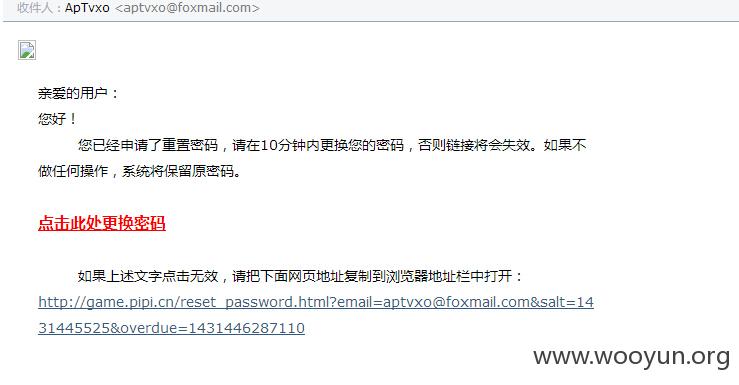 收件人：ApTvxo <aptvxo@foxmail.com>
亲爱的用户：
您好！
您已经申请了重置密码，请在10分钟内更换您的密码，否则链接将会失效。如果不
做任何操作，系统将保留原密码。
点击此处更换密码
如果上述文字点击无效，请把下面网页地址复制到浏览器地址栏中打开：
http://game.pipi.cn/reset_password.html?email=aptvxo@foxmail.com&salt=14
31445525&overdue=1431446287110
www.wooyun.org